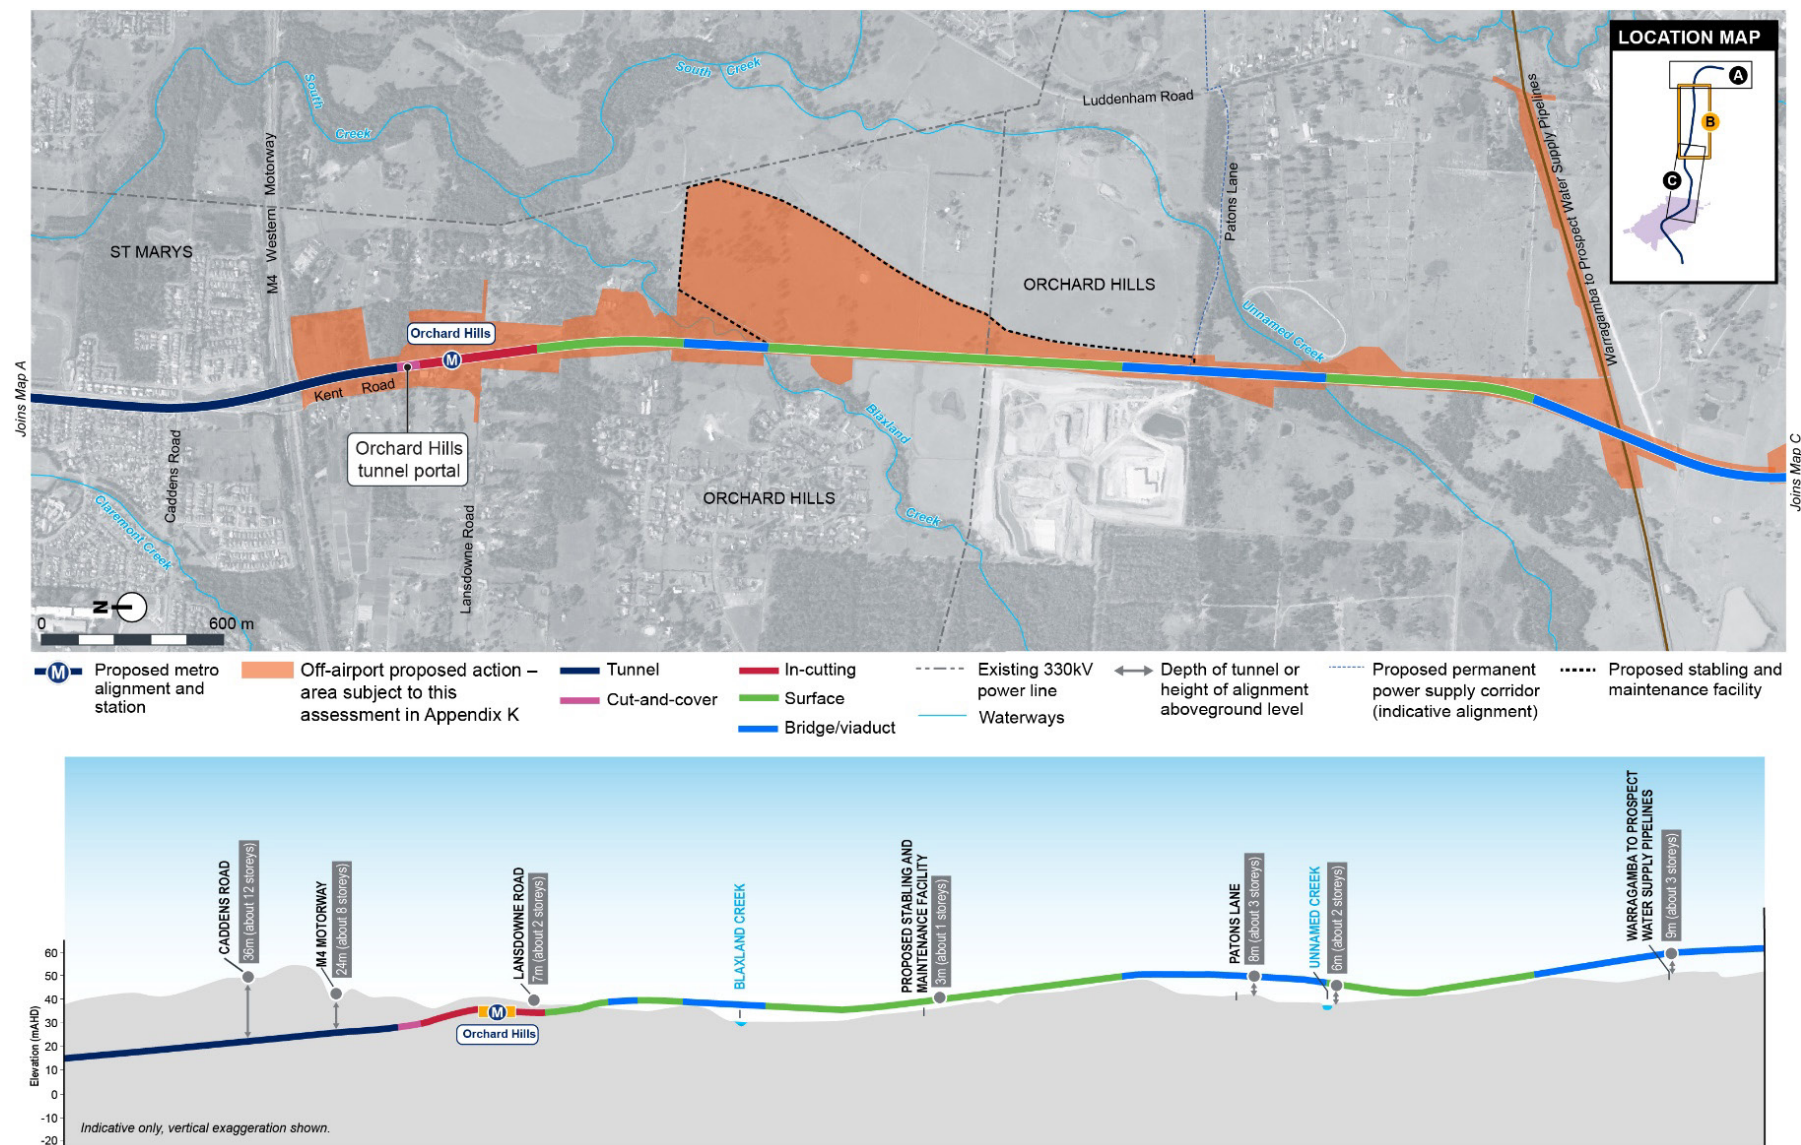 LOCATION MAP
A
B
C
South
Creek
South Creek
Luddenham Road
M4 Western Motorway
Patons Lane
Warragamba to Prospect Water Supply Pipelines
ST MARYS
ORCHARD HILLS
Unnamed Creek
Orchard Hills
M
Kent Road
Orchard Hills
tunnel portal
Joins Map A
Joins Map C
Blaxland
Creek
Caddens Road
Claremont Creek
Lansdowne Road
ORCHARD HILLS
N
0 600 m
M
Proposed metro
alignment and
station
Off-airport proposed action –
area subject to this
assessment in Appendix K
Tunnel
Cut-and-cover
In-cutting
Surface
Bridge/viaduct
Existing 330kV
power line
Waterways
Depth of tunnel or
height of alignment
aboveground level
Proposed permanent
power supply corridor
(indicative alignment)
Proposed stabling and
maintenance facility
CADDENS ROAD
36m (about 12 storeys)
M4 MOTORWAY
24m (about 8 storeys)
LANSDOWNE ROAD
7m (about 2 storeys)
BLAXLAND CREEK
PROPOSED STABLING AND
MAINTENANCE FACILITY
3m (about 1 storeys)
PATONS LANE
8m (about 3 storeys)
UNNAMED CREEK
6m (about 2 storeys)
WARRAGAMBA TO PROSPECT
WATER SUPPLY PIPELINES
9m (about 3 storeys)
M
Orchard Hills
Elevation (mAHD)
60
50
40
30
20
10
0
-10
-20
Indicative only, vertical exaggeration shown.